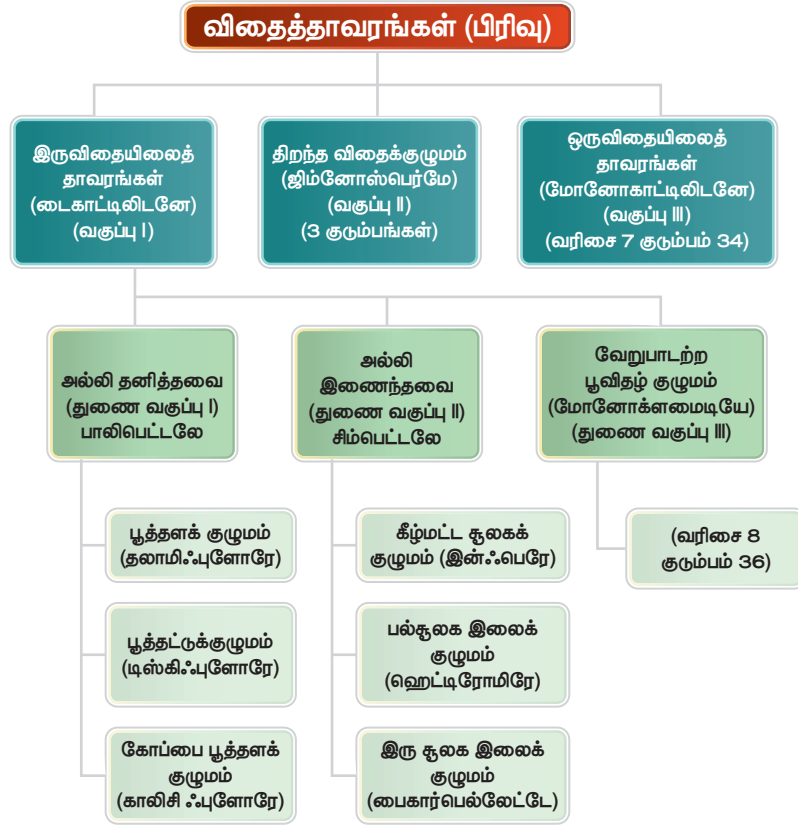 விதைத்தாவரங்கள் (பிரிவு)
இருவிதையிலைத்
தாவரங்கள்
(டைகாட்டிலிடனே)
(வகுப்பு I)
திறந்த விதைக்குழுமம்
(ஜிம்னோஸ்பெர்மே)
(வகுப்பு II)
(3 குடும்பங்கள்)
ஒருவிதையிலைத்
தாவரங்கள்
(மோனோகாட்டிலிடனே)
(வகுப்பு III)
(வரிசை 7 குடும்பம் 34)
அல்லி தனித்தவை
(துணை வகுப்பு I)
பாலிபெட்டலே
அல்லி
இணைந்தவை
(துணை வகுப்பு II)
சிம்பெட்டலே
வேறுபாடற்ற
பூவிதழ் குழுமம்
(மோனோக்ளமைடியே)
(துணை வகுப்பு III)
பூத்தளக் குழுமம்
(தலாமிஃபுளோரே)
பூத்தட்டுக்குழுமம்
(டிஸ்கிஃபுளோரே)
கோப்பை பூத்தளக்
குழுமம்
(காலிசி ஃபுளோரே)
கீழ்மட்ட சூலகக்
குழுமம் (இன்ஃபெரே)
பல்சூலக இலைக்
குழுமம்
(ஹெட்டிரோமிரே)
இரு சூலக இலைக்
குழுமம்
(பைகார்பெல்லேட்டே)
(வரிசை 8
குடும்பம் 36)